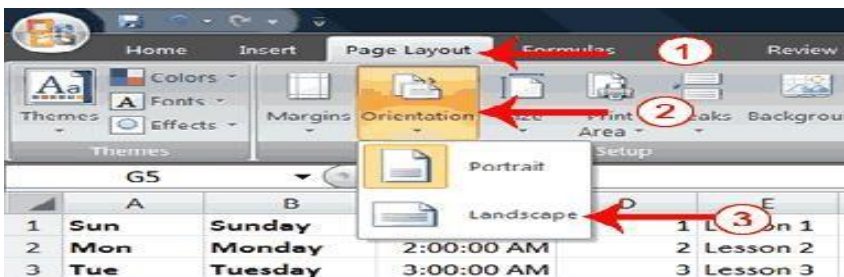 Home Insert Page Layout Formulas 1 Review
Aa Colors
A Fonts
Themes Effects Margins Orientation 2 Print Area
Themes Setup
G5 Portrait
Landscape 3
A B D E
1 Sun Sunday 1
2 Mon Monday 2:00:00 AM 2 Lesson 2
3 Tue Tuesday 3:00:00 AM 3 Lesson 3